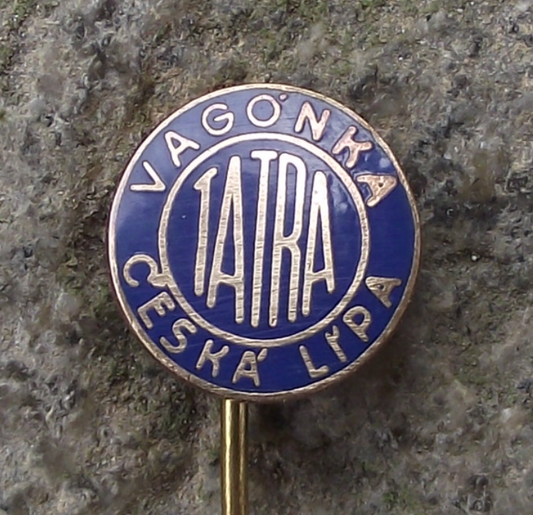 VAGÓNKA
TATRA
ČESKÁ LÍPA